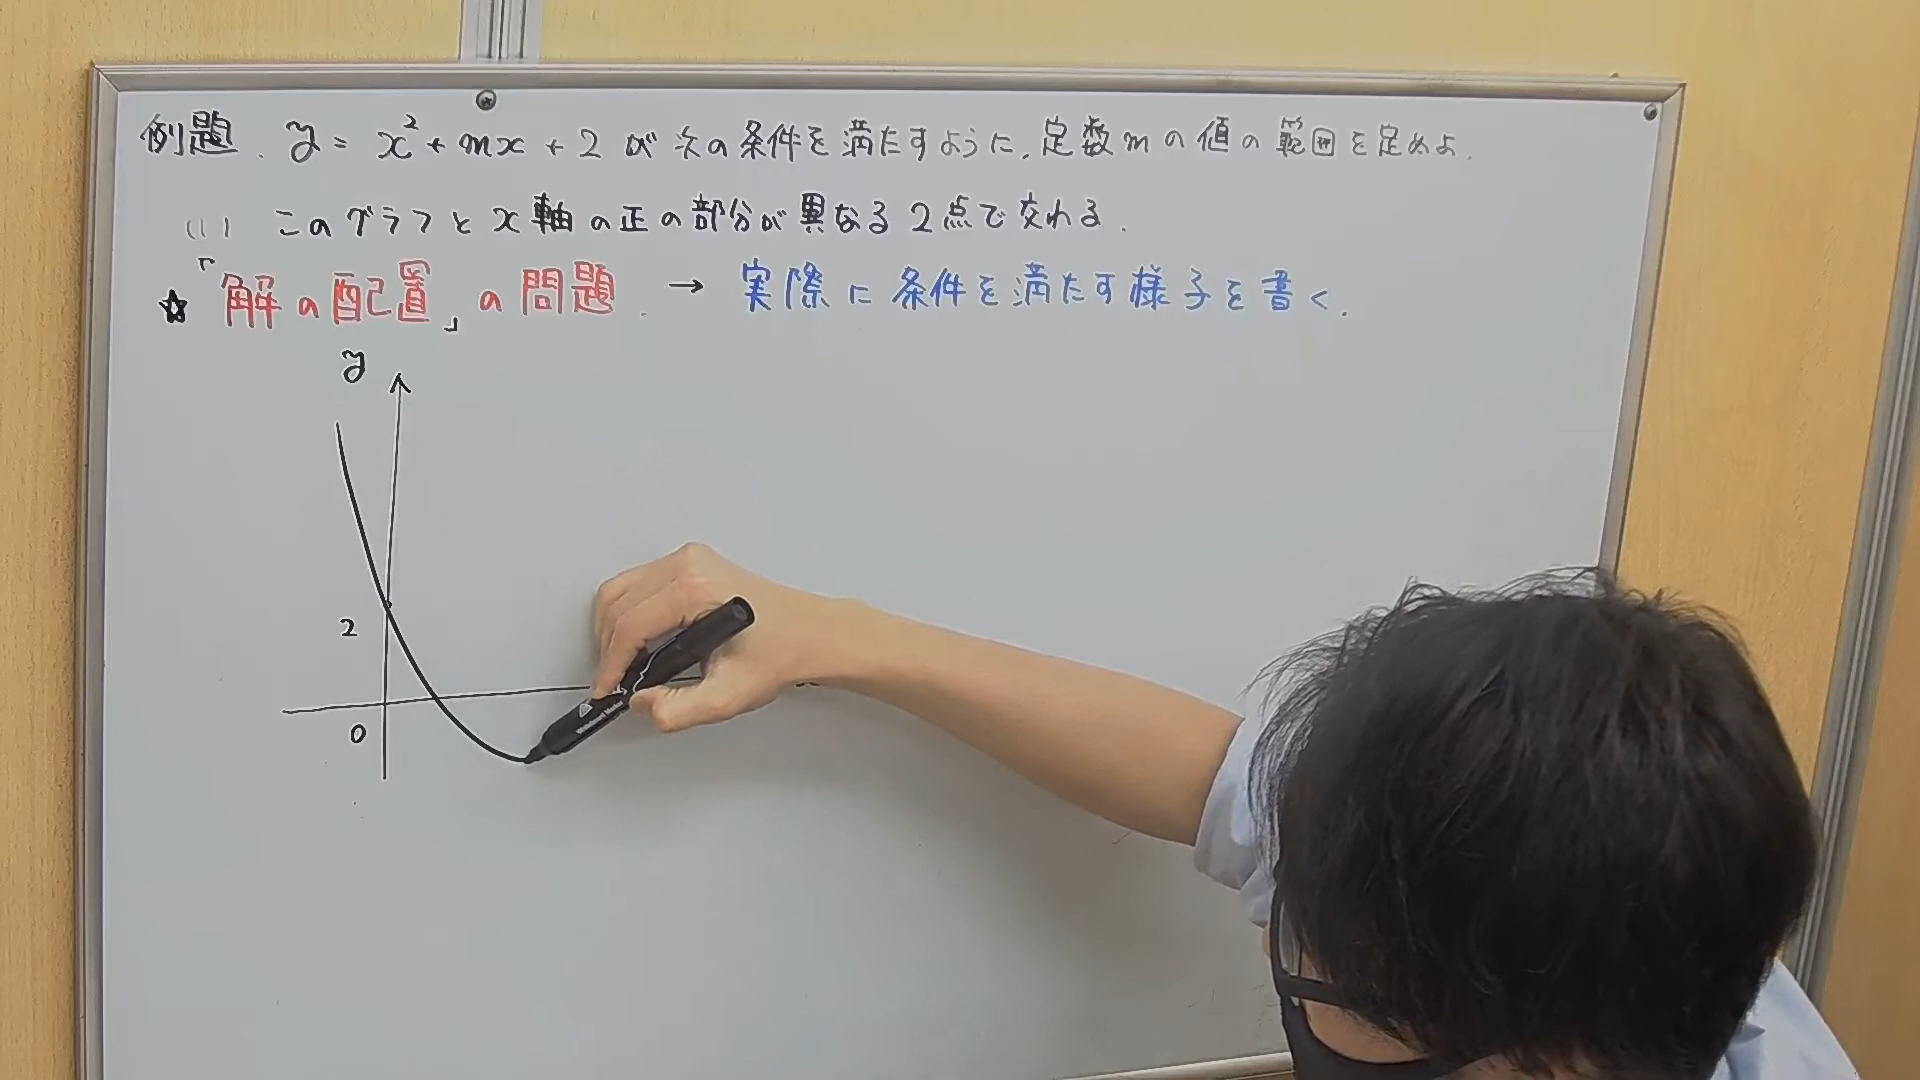 例題. y = x²+mx+2 が次の条件を満たすように、定数mの値の範囲を定めよ.
(1) このグラフとx軸の正の部分が異なる2点で交わる.
☆「解の配置」の問題. → 実際に条件を満たす様子を書く.
y
2
0
Whiteboard Marker